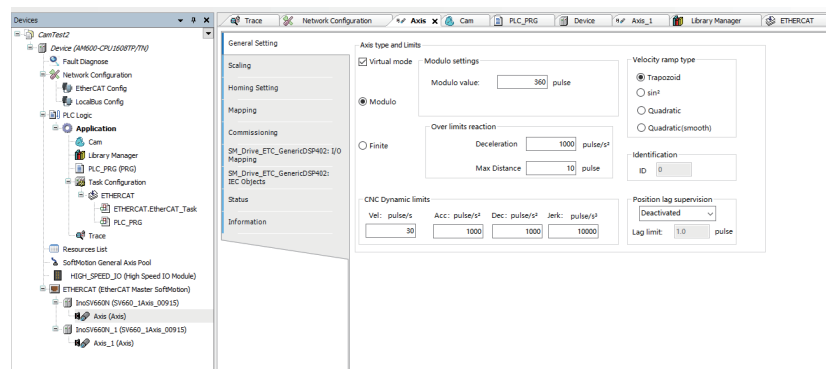 Devices
CamTest2
Device (AM600-CPU1608TP/TN)
Fault Diagnose
Network Configuration
EtherCAT Config
LocalBus Config
PLC Logic
Application
Cam
Library Manager
PLC_PRG (PRG)
Task Configuration
ETHERCAT
ETHERCAT.EtherCAT_Task
PLC_PRG
Trace
Resources List
SoftMotion General Axis Pool
HIGH_SPEED_IO (High Speed IO Module)
ETHERCAT (EtherCAT Master SoftMotion)
InoSV660N (SV660_1Axis_00915)
Axis (Axis)
InoSV660N_1 (SV660_1Axis_00915)
Axis_1 (Axis)
Trace Network Configuration Axis Cam PLC_PRG Device Axis_1 Library Manager ETHERCAT
General Setting
Scaling
Homing Setting
Mapping
Commissioning
SM_Drive_ETC_GenericDSP402: I/O
Mapping
SM_Drive_ETC_GenericDSP402:
IEC Objects
Status
Information
Axis type and Limits
Virtual mode
Modulo
Finite
Modulo settings
Modulo value: 360 pulse
Over limits reaction
Deceleration 1000 pulse/s²
Max Distance 10 pulse
CNC Dynamic limits
Vel: pulse/s Acc: pulse/s² Dec: pulse/s² Jerk: pulse/s³
30 1000 1000 10000
Velocity ramp type
Trapozoid
sin²
Quadratic
Quadratic(smooth)
Identification
ID 0
Position lag supervision
Deactivated
Lag limit: 1.0 pulse